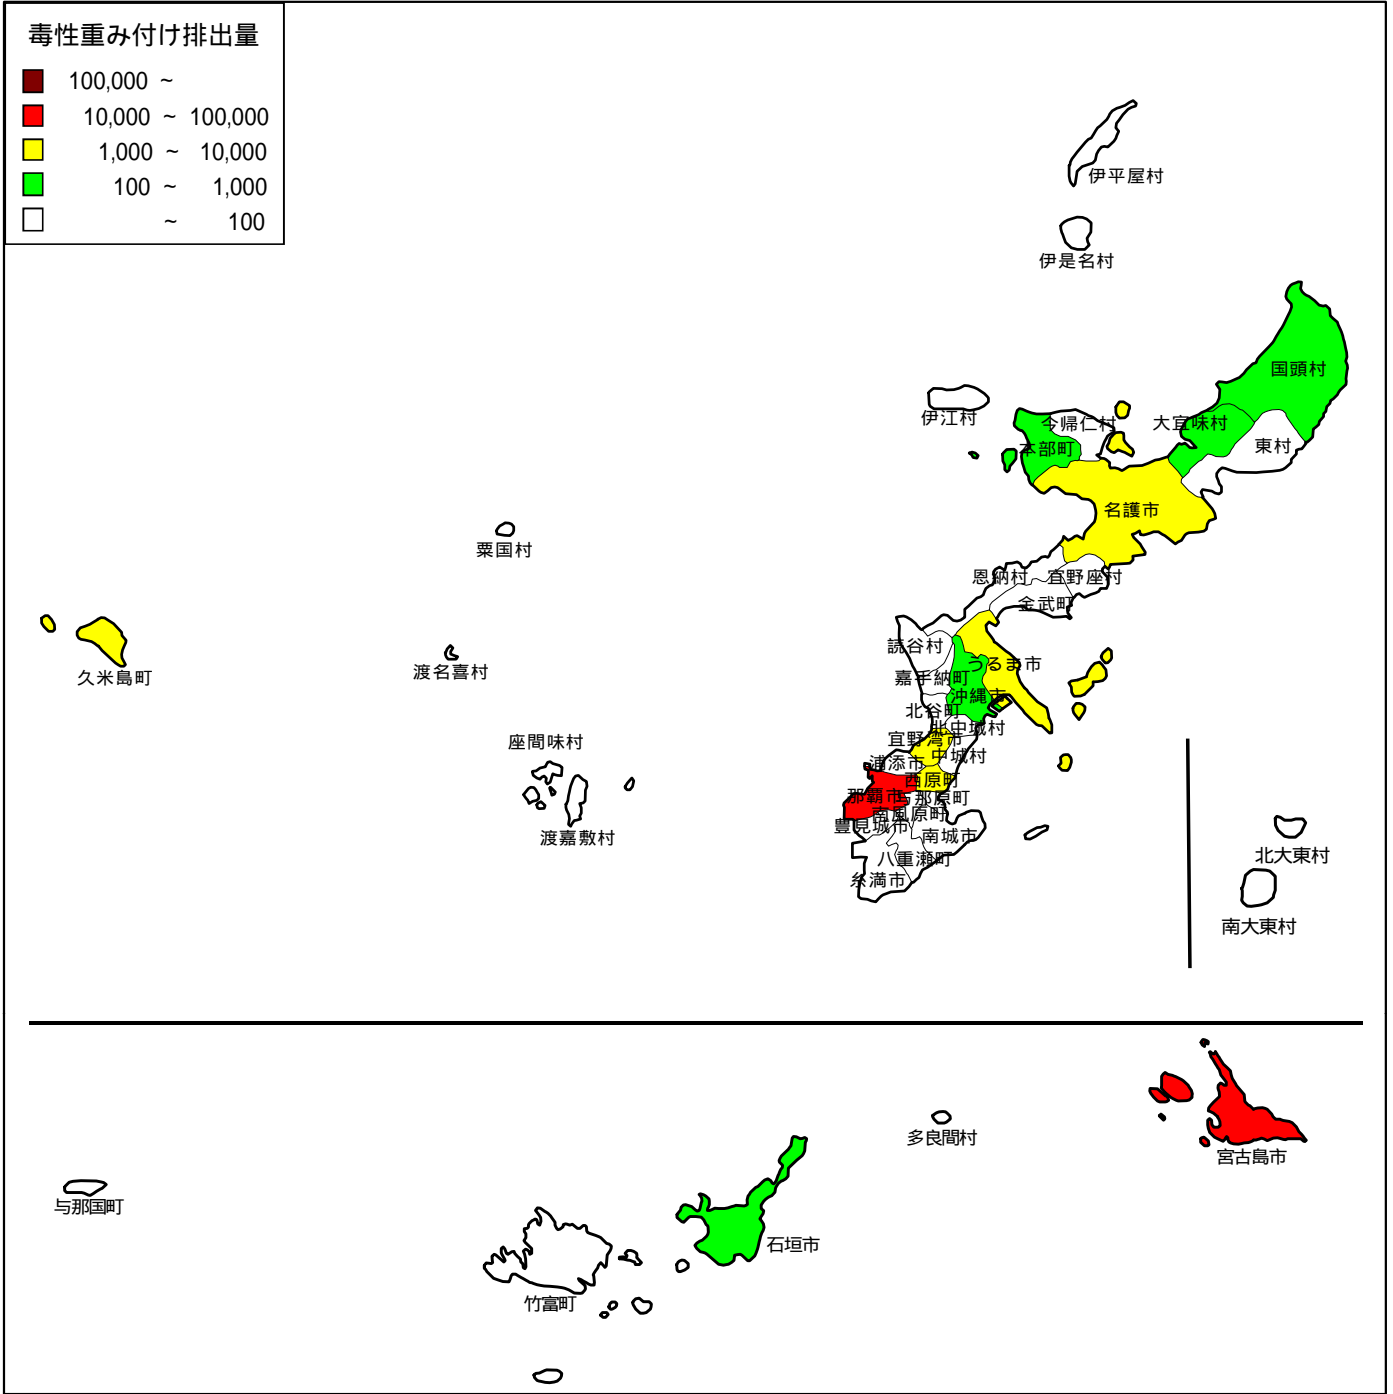 毒性重み付け排出量
100,000 ~
10,000 ~ 100,000
1,000 ~ 10,000
100 ~ 1,000
~ 100
伊平屋村
伊是名村
国頭村
伊江村
今帰仁村
大宜味村
本部町
東村
名護市
粟国村
恩納村
宜野座村
金武町
読谷村
うるま市
久米島町
渡名喜村
嘉手納町
沖縄市
北谷町
北中城村
座間味村
宜野湾市
中城村
浦添市
西原町
那覇市
与那原町
南風原町
豊見城市
南城市
渡嘉敷村
八重瀬町
糸満市
北大東村
南大東村
多良間村
宮古島市
与那国町
石垣市
竹富町